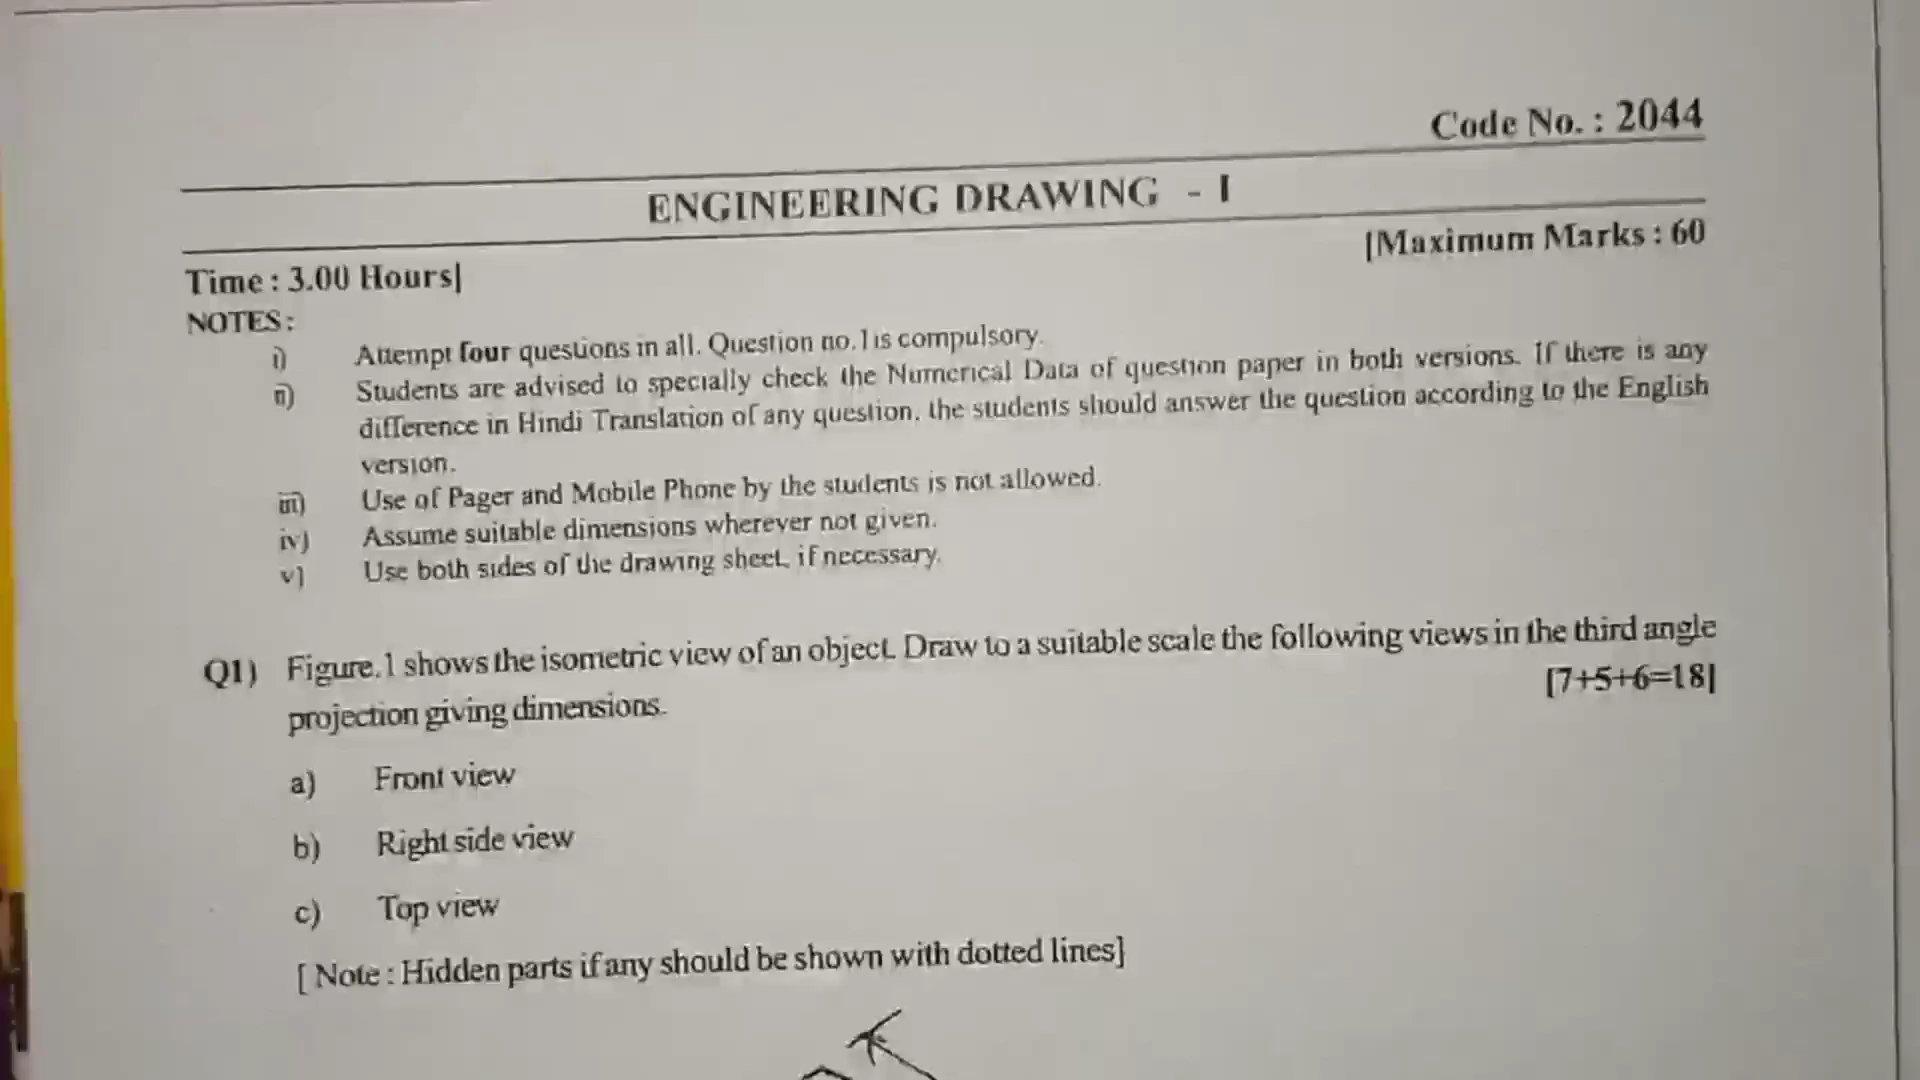 Code No. : 2044
ENGINEERING DRAWING - I
Time : 3.00 Hours]
[Maximum Marks : 60
NOTES :
i) Attempt four questions in all. Question no. 1 is compulsory.
ii) Students are advised to specially check the Numerical Data of question paper in both versions. If there is any
difference in Hindi Translation of any question, the students should answer the question according to the English
version.
iii) Use of Pager and Mobile Phone by the students is not allowed.
iv) Assume suitable dimensions wherever not given.
v) Use both sides of the drawing sheet, if necessary.
Q1) Figure.1 shows the isometric view of an object. Draw to a suitable scale the following views in the third angle
projection giving dimensions. [7+5+6=18]
a) Front view
b) Right side view
c) Top view
[ Note : Hidden parts if any should be shown with dotted lines]